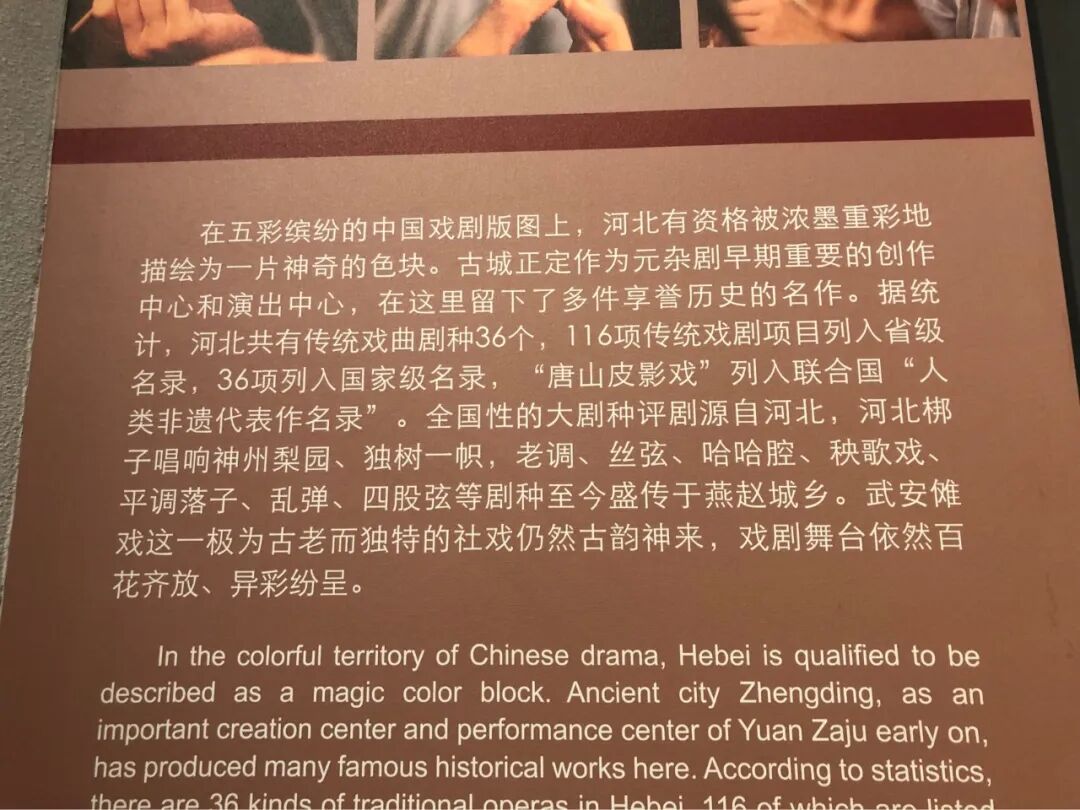 在五彩缤纷的中国戏剧版图上，河北有资格被浓墨重彩地
描绘为一片神奇的色块。古城正定作为元杂剧早期重要的创作
中心和演出中心，在这里留下了多件享誉历史的名作。据统
计，河北共有传统戏曲剧种36个，116项传统戏剧项目列入省级
名录，36项列入国家级名录，“唐山皮影戏”列入联合国“人
类非遗代表作名录”。全国性的大剧种评剧源自河北，河北梆
子唱响神州梨园、独树一帜，老调、丝弦、哈哈腔、秧歌戏、
平调落子、乱弹、四股弦等剧种至今盛传于燕赵城乡。武安傩
戏这一极为古老而独特的社戏仍然古韵神来，戏剧舞台依然百
花齐放、异彩纷呈。
In the colorful territory of Chinese drama, Hebei is qualified to be
described as a magic color block. Ancient city Zhengding, as an
important creation center and performance center of Yuan Zaju early on,
has produced many famous historical works here. According to statistics,
there are 36 kinds of traditional operas in Hebei, 116 of which are listed